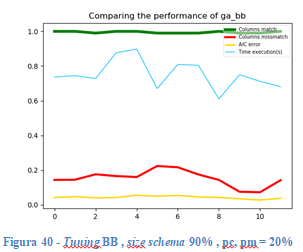 Comparing the performance of ga_bb
Columns match
Columns missmatch
AIC error
Time execution(s)
1.0
0.8
0.6
0.4
0.2
0.0
0 2 4 6 8 10
Figura 40 - Tuning BB , size schema 90% , pc, pm = 20%